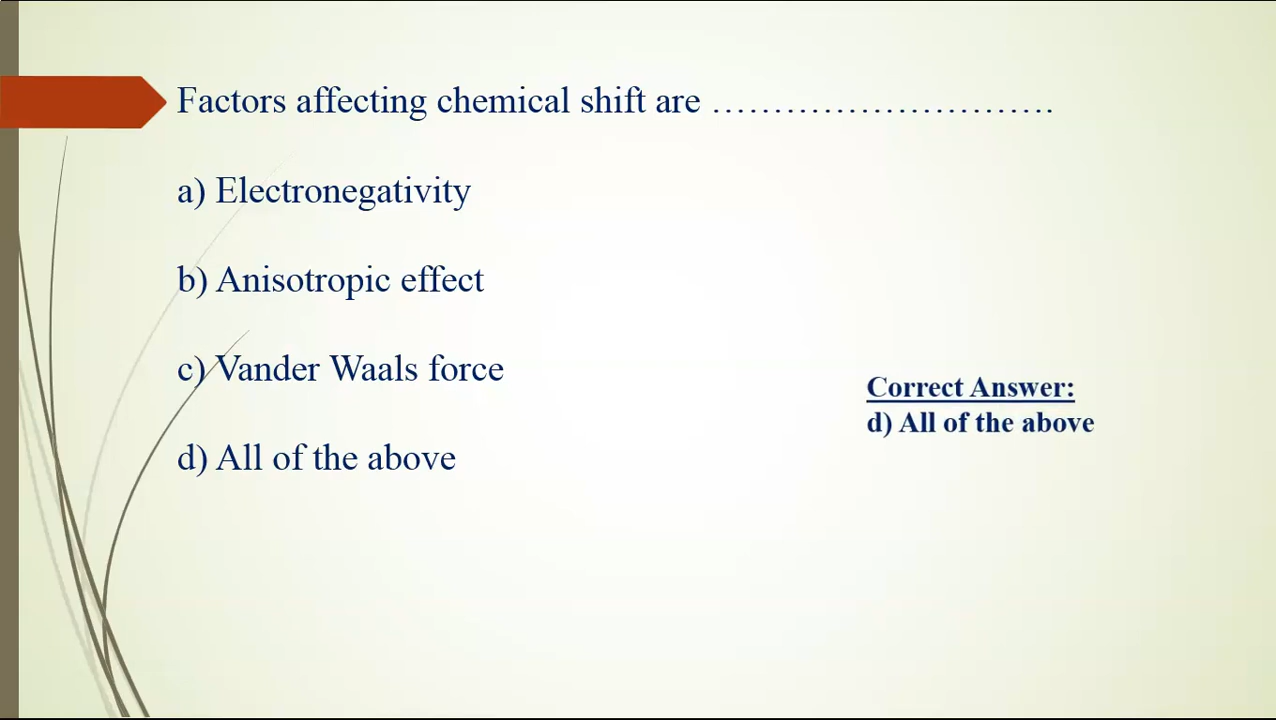 Factors affecting chemical shift are ………………………….
a) Electronegativity
b) Anisotropic effect
c) Vander Waals force
Correct Answer:
d) All of the above
d) All of the above